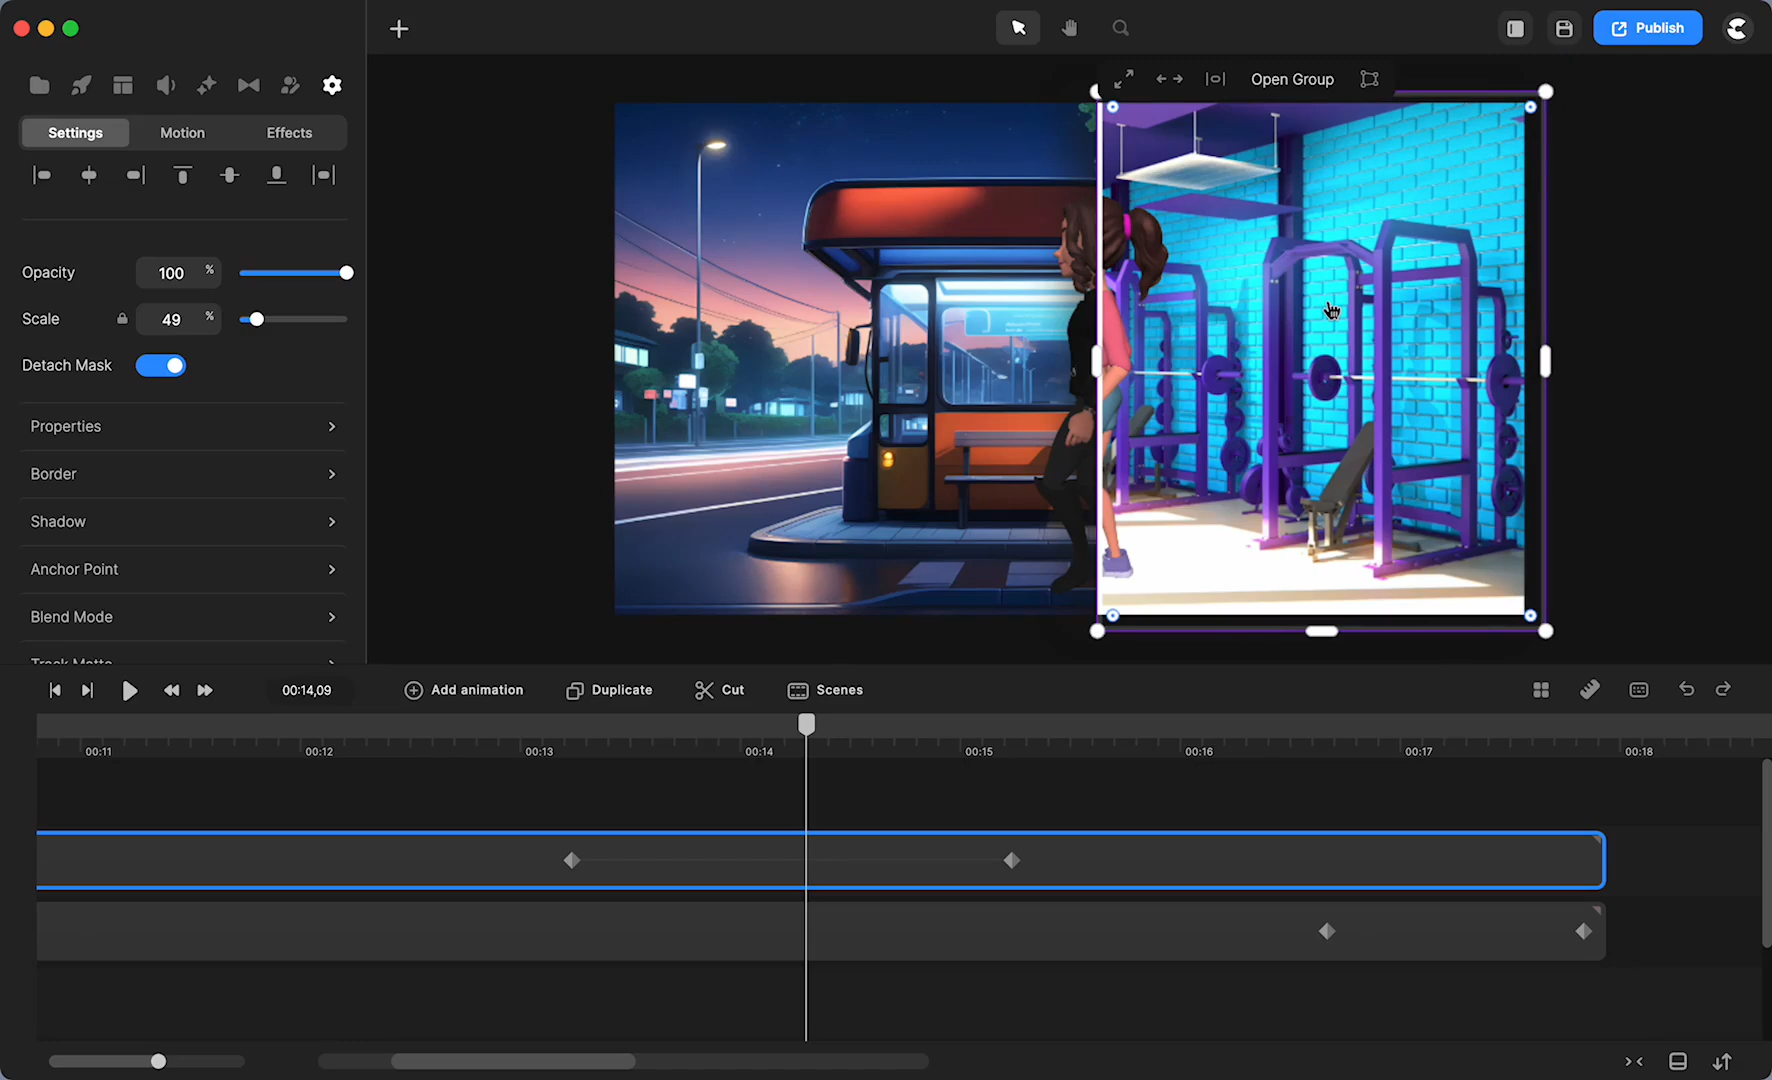 Publish
Open Group
Settings
Motion
Effects
Opacity
100 %
Scale
49 %
Detach Mask
Properties
Border
Shadow
Anchor Point
Blend Mode
Track Matte
00:14,09
Add animation
Duplicate
Cut
Scenes
00:11
00:12
00:13
00:14
00:15
00:16
00:17
00:18